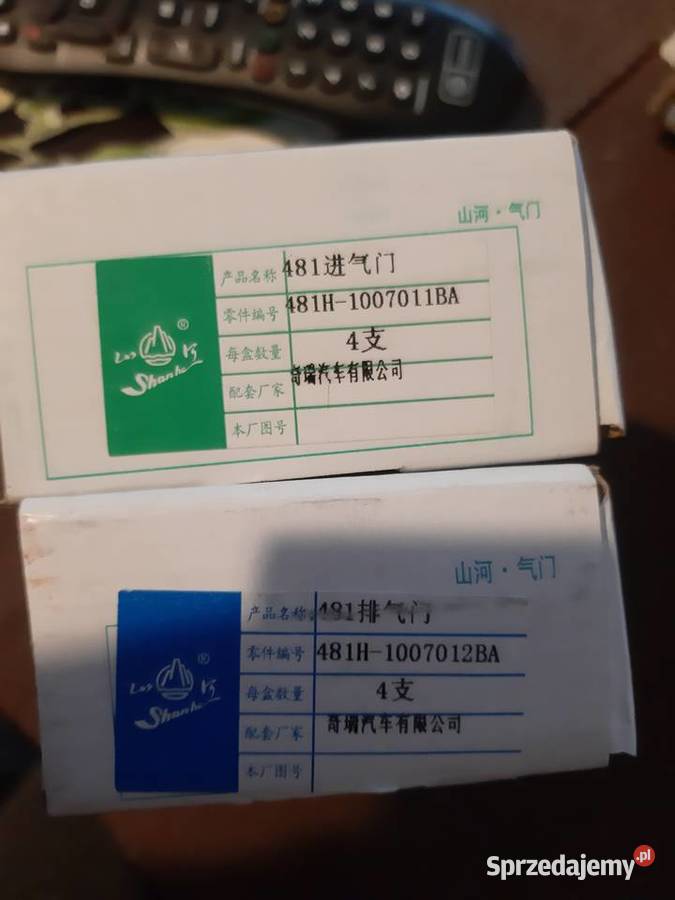 山河·气门
产品名称 481进气门
零件编号 481H-1007011BA
每盒数量 4支
配套厂家 奇瑞汽车有限公司
本厂图号
®
Shanhe
山河·气门
产品名称 481排气门
零件编号 481H-1007012BA
每盒数量 4支
配套厂家 奇瑞汽车有限公司
本厂图号
®
Shanhe
Sprzedajemy.pl